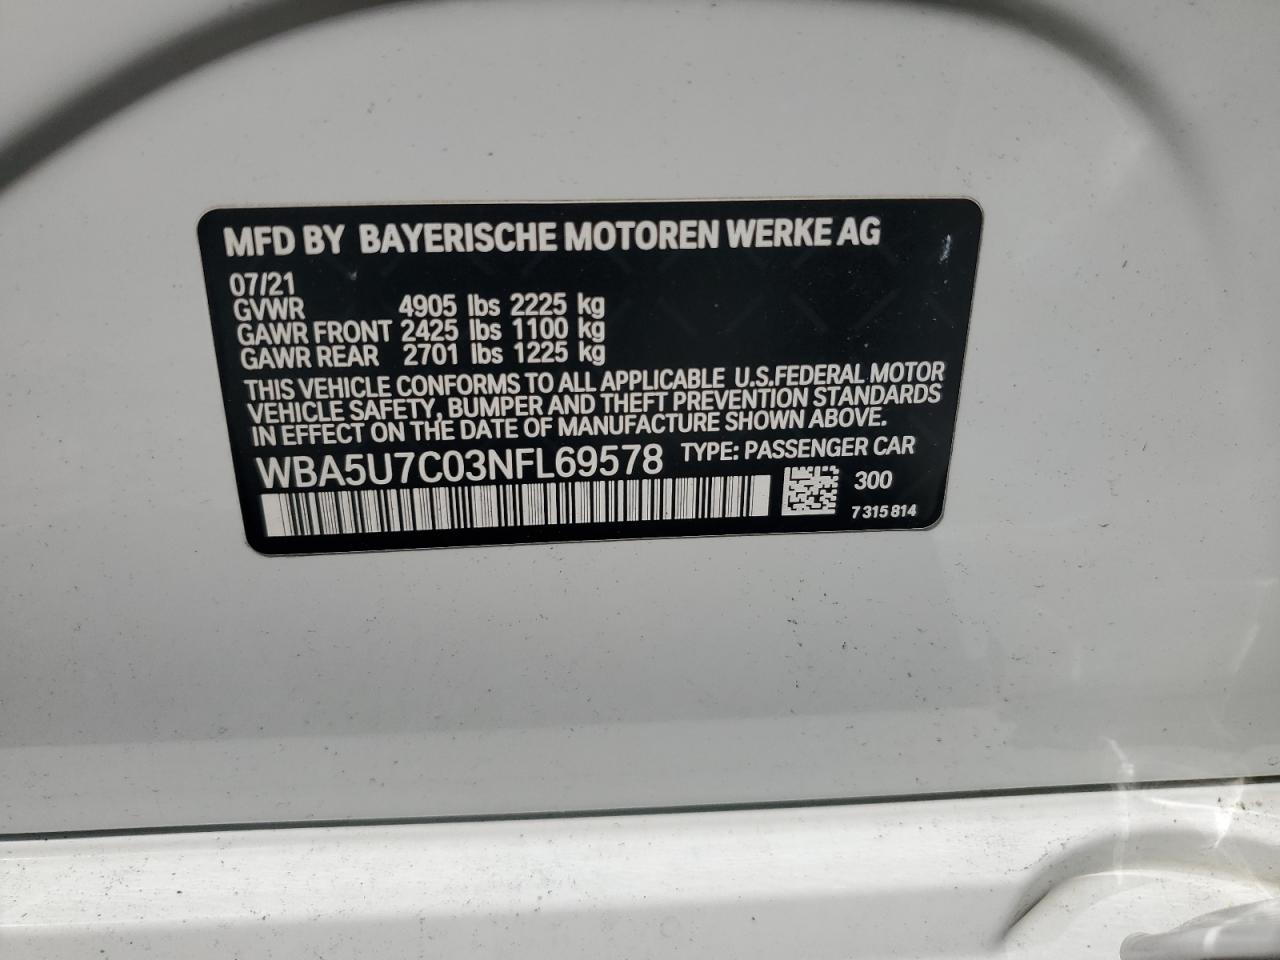 MFD BY BAYERISCHE MOTOREN WERKE AG
07/21
GVWR 4905 lbs 2225 kg
GAWR FRONT 2425 lbs 1100 kg
GAWR REAR 2701 lbs 1225 kg
THIS VEHICLE CONFORMS TO ALL APPLICABLE U.S.FEDERAL MOTOR
VEHICLE SAFETY, BUMPER AND THEFT PREVENTION STANDARDS
IN EFFECT ON THE DATE OF MANUFACTURE SHOWN ABOVE.
WBA5U7C03NFL69578 TYPE: PASSENGER CAR
300
7 315 814